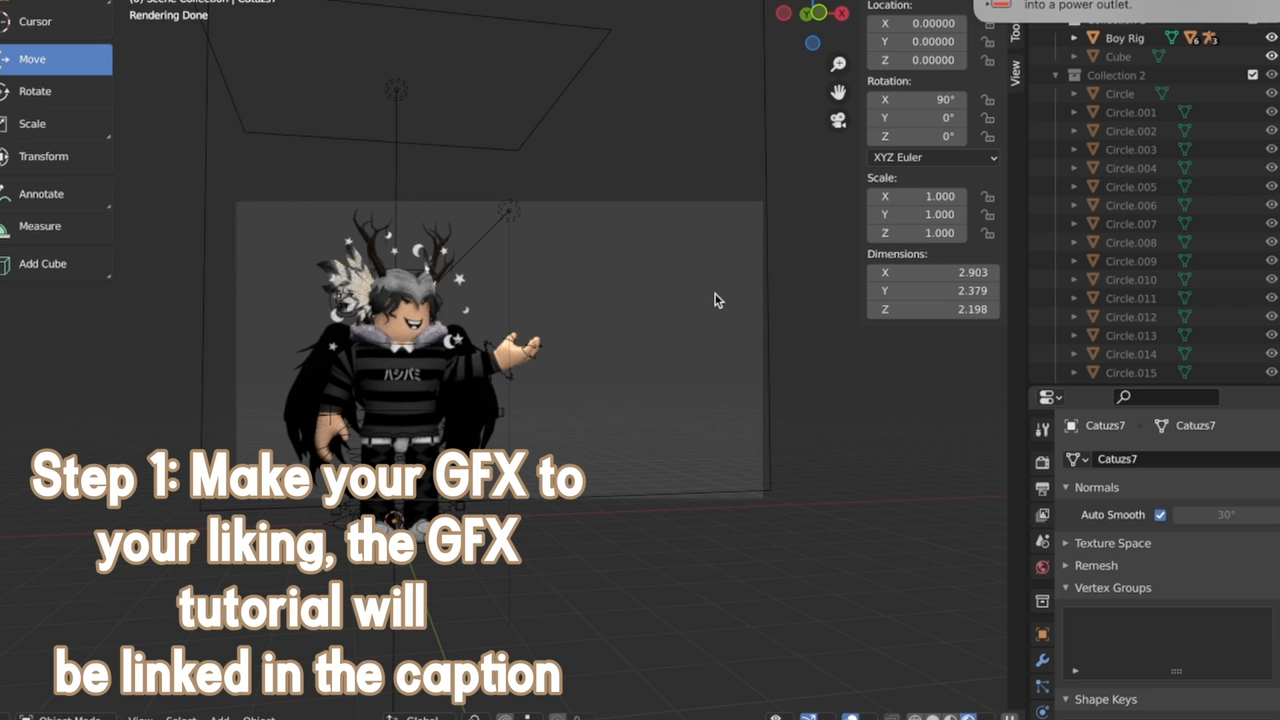 Rendering Done
Cursor
Move
Rotate
Scale
Transform
Annotate
Measure
Add Cube
ハシバミ
Step 1: Make your GFX to
your liking, the GFX
tutorial will
be linked in the caption
Location:
X 0.00000
Y 0.00000
Z 0.00000
Rotation:
X 90°
Y 0°
Z 0°
XYZ Euler
Scale:
X 1.000
Y 1.000
Z 1.000
Dimensions:
X 2.903
Y 2.379
Z 2.198
View
into a power outlet.
Boy Rig 6 3
Cube
Collection 2
Circle
Circle.001
Circle.002
Circle.003
Circle.004
Circle.005
Circle.006
Circle.007
Circle.008
Circle.009
Circle.010
Circle.011
Circle.012
Circle.013
Circle.014
Circle.015
Catuzs7 Catuzs7
Catuzs7
Normals
Auto Smooth 30°
Texture Space
Remesh
Vertex Groups
Shape Keys